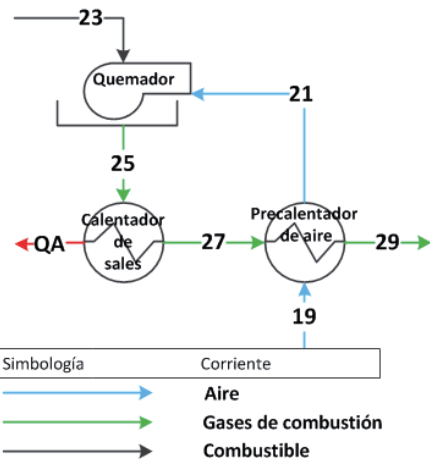 23
Quemador
21
25
Calentador
de
sales
Precalentador
de aire
QA
27
29
19
Simbología Corriente
Aire
Gases de combustión
Combustible